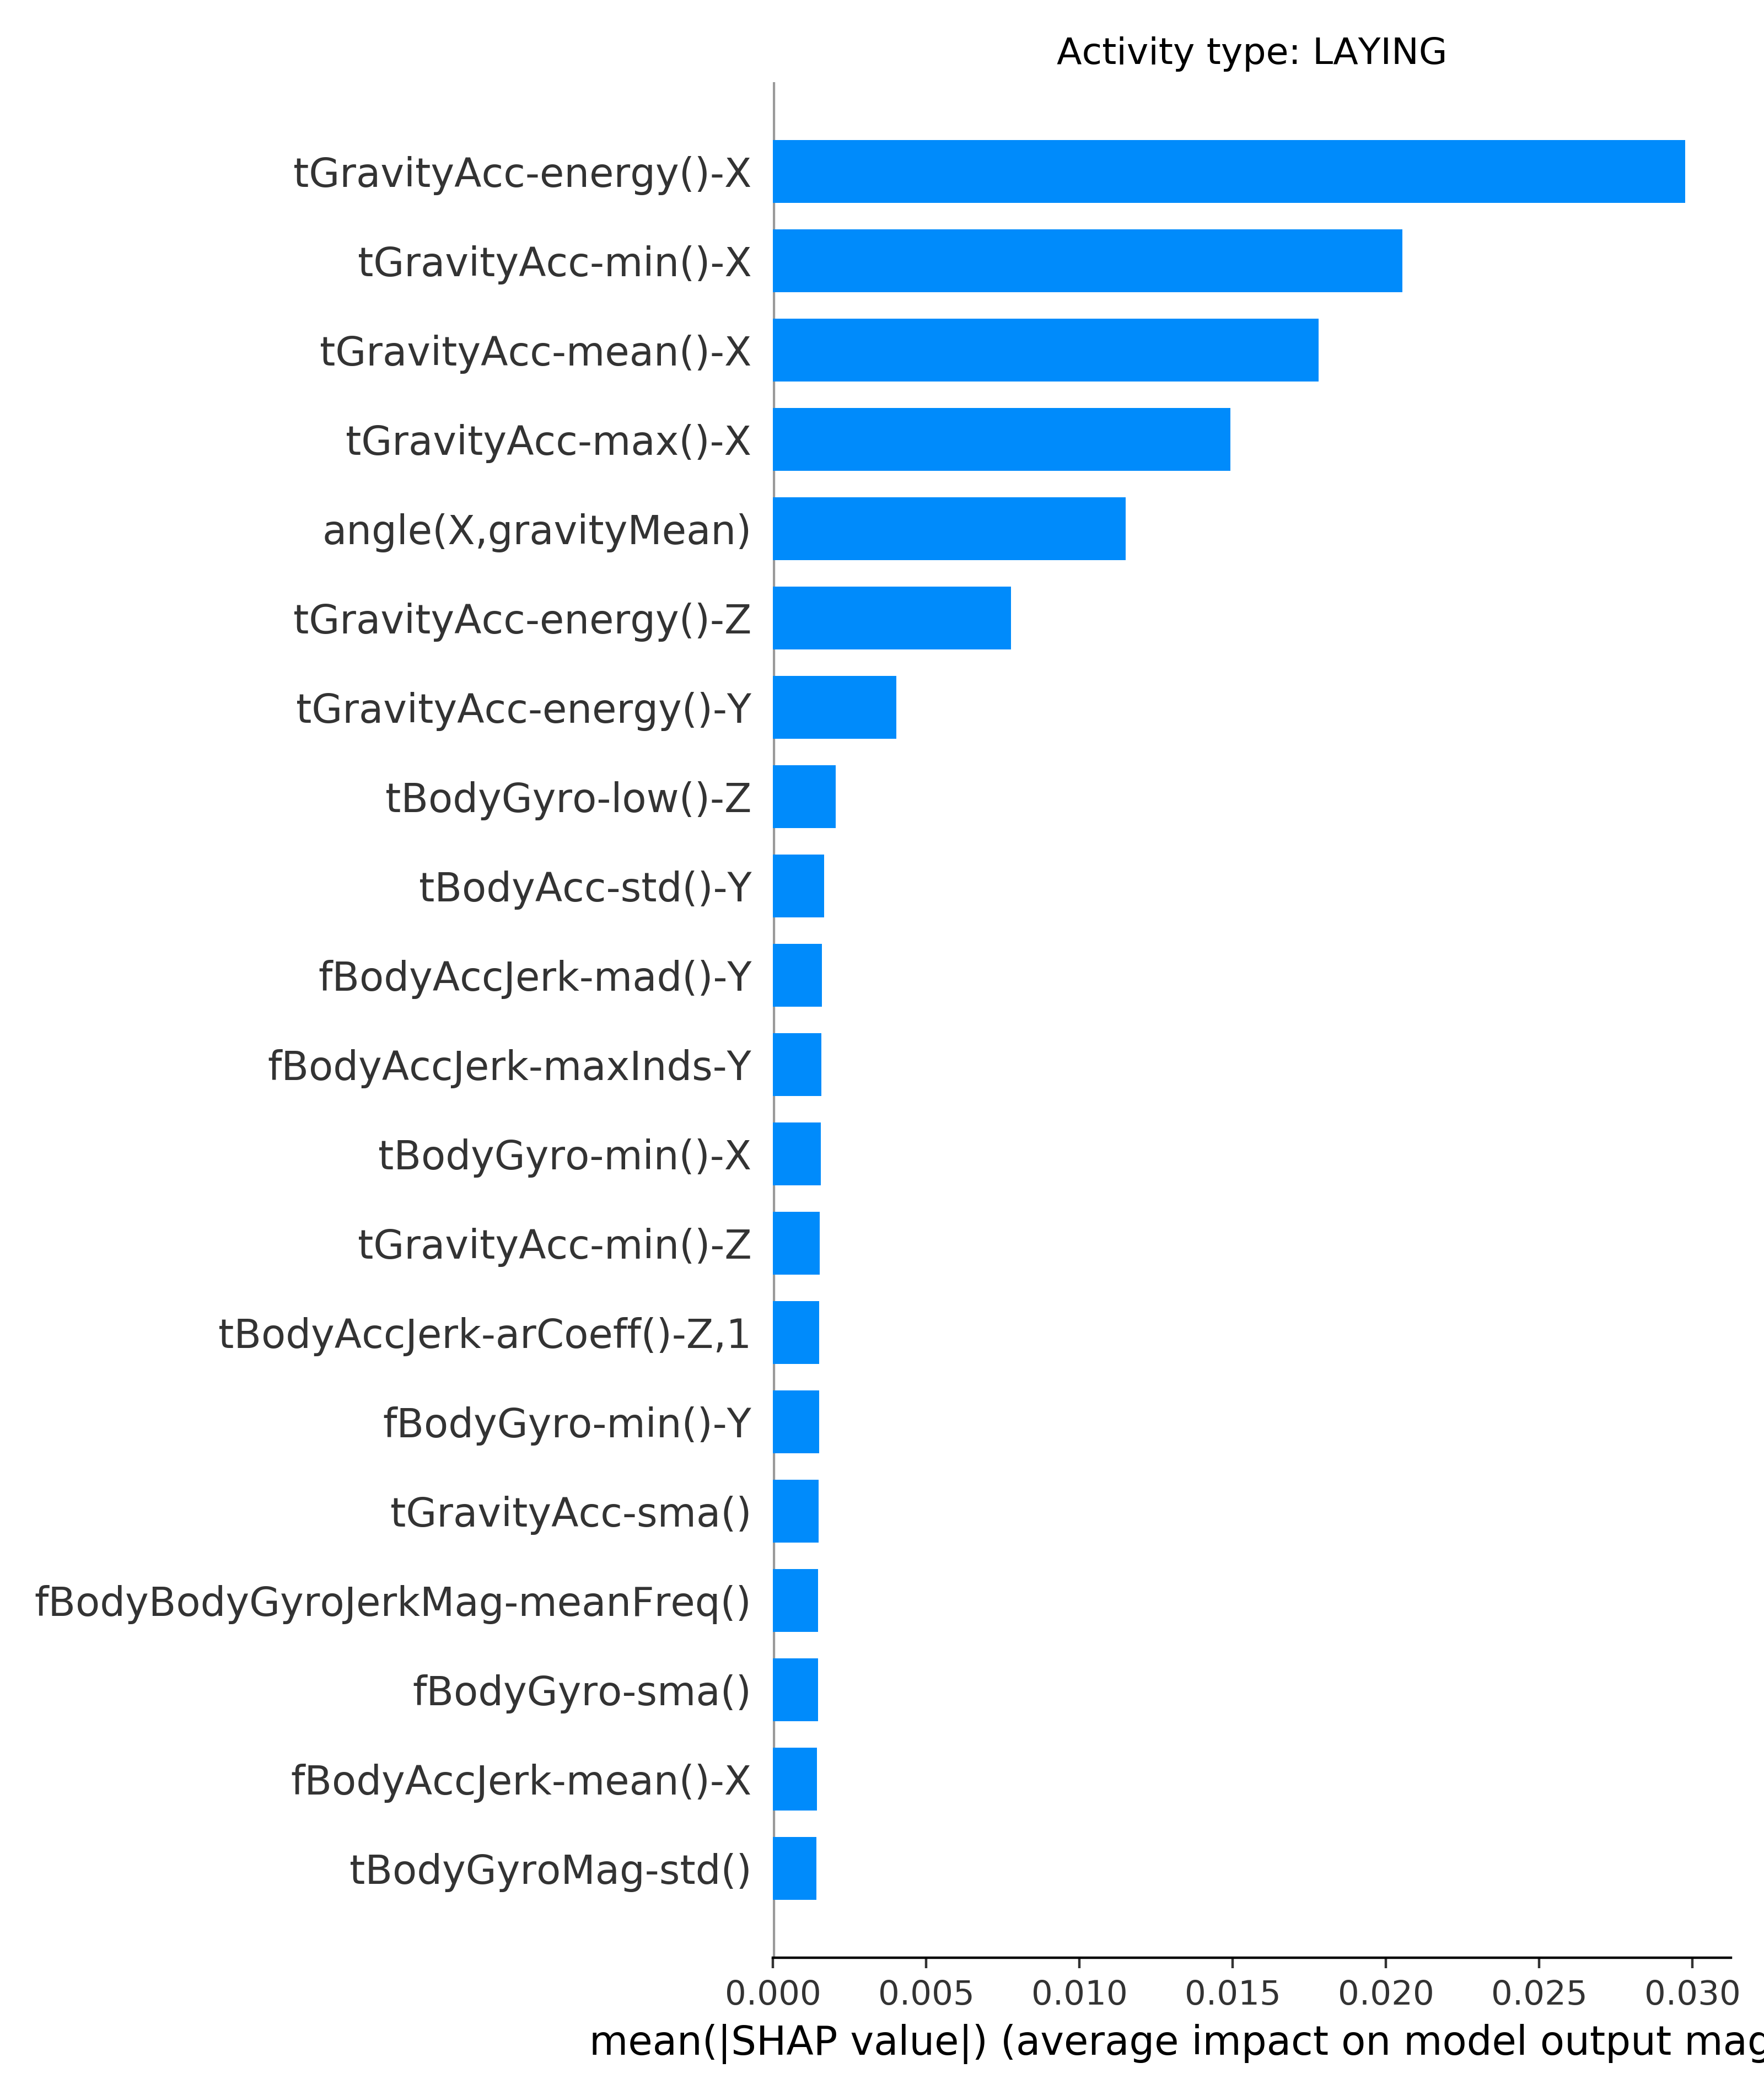 Activity type: LAYING
tGravityAcc-energy()-X
tGravityAcc-min()-X
tGravityAcc-mean()-X
tGravityAcc-max()-X
angle(X,gravityMean)
tGravityAcc-energy()-Z
tGravityAcc-energy()-Y
tBodyGyro-low()-Z
tBodyAcc-std()-Y
fBodyAccJerk-mad()-Y
fBodyAccJerk-maxInds-Y
tBodyGyro-min()-X
tGravityAcc-min()-Z
tBodyAccJerk-arCoeff()-Z,1
fBodyGyro-min()-Y
tGravityAcc-sma()
fBodyBodyGyroJerkMag-meanFreq()
fBodyGyro-sma()
fBodyAccJerk-mean()-X
tBodyGyroMag-std()
0.000 0.005 0.010 0.015 0.020 0.025 0.030
mean(|SHAP value|) (average impact on model output mag